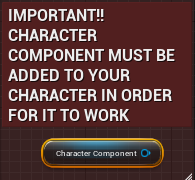 IMPORTANT!!
CHARACTER
COMPONENT MUST BE
ADDED TO YOUR
CHARACTER IN ORDER
FOR IT TO WORK
Character Component